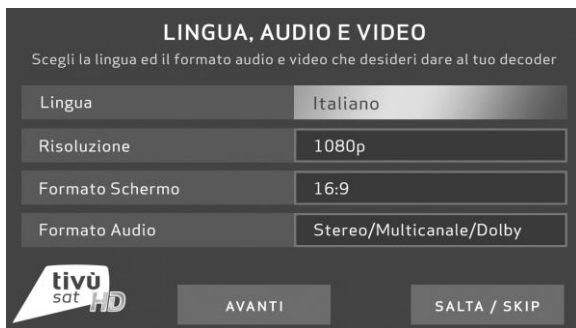 LINGUA, AUDIO E VIDEO
Scegli la lingua ed il formato audio e video che desideri dare al tuo decoder
Lingua Italiano
Risoluzione 1080p
Formato Schermo 16:9
Formato Audio Stereo/Multicanale/Dolby
tivù
sat HD
AVANTI SALTA / SKIP